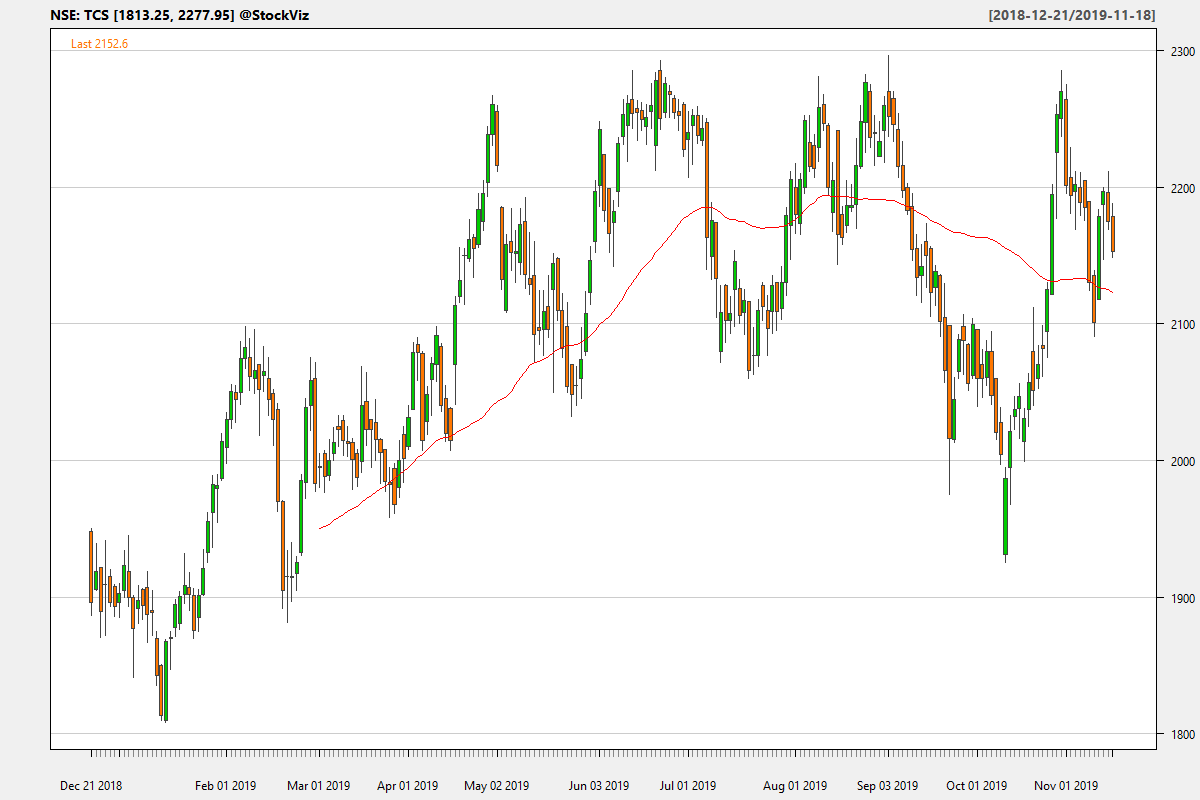 NSE: TCS [1813.25, 2277.95] @StockViz
[2018-12-21/2019-11-18]
Last 2152.6
2300
2200
2100
2000
1900
1800
Dec 21 2018
Feb 01 2019
Mar 01 2019
Apr 01 2019
May 02 2019
Jun 03 2019
Jul 01 2019
Aug 01 2019
Sep 03 2019
Oct 01 2019
Nov 01 2019